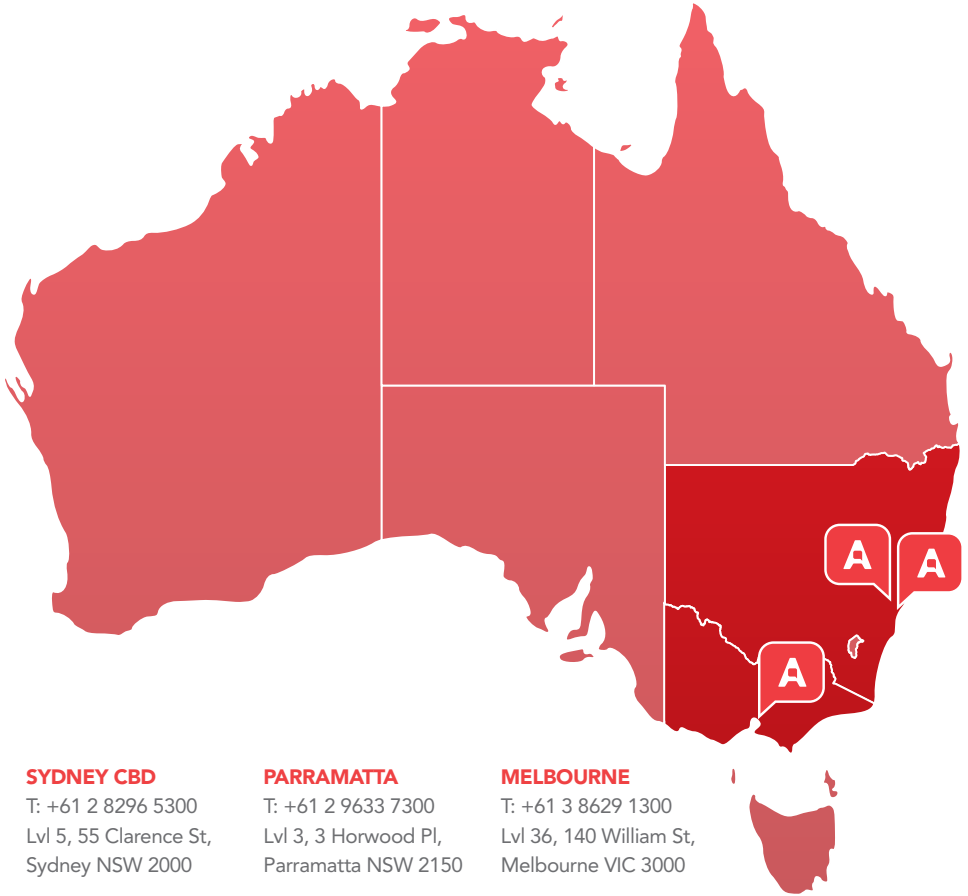 A
A
A
SYDNEY CBD
T: +61 2 8296 5300
Lvl 5, 55 Clarence St,
Sydney NSW 2000
PARRAMATTA
T: +61 2 9633 7300
Lvl 3, 3 Horwood Pl,
Parramatta NSW 2150
MELBOURNE
T: +61 3 8629 1300
Lvl 36, 140 William St,
Melbourne VIC 3000